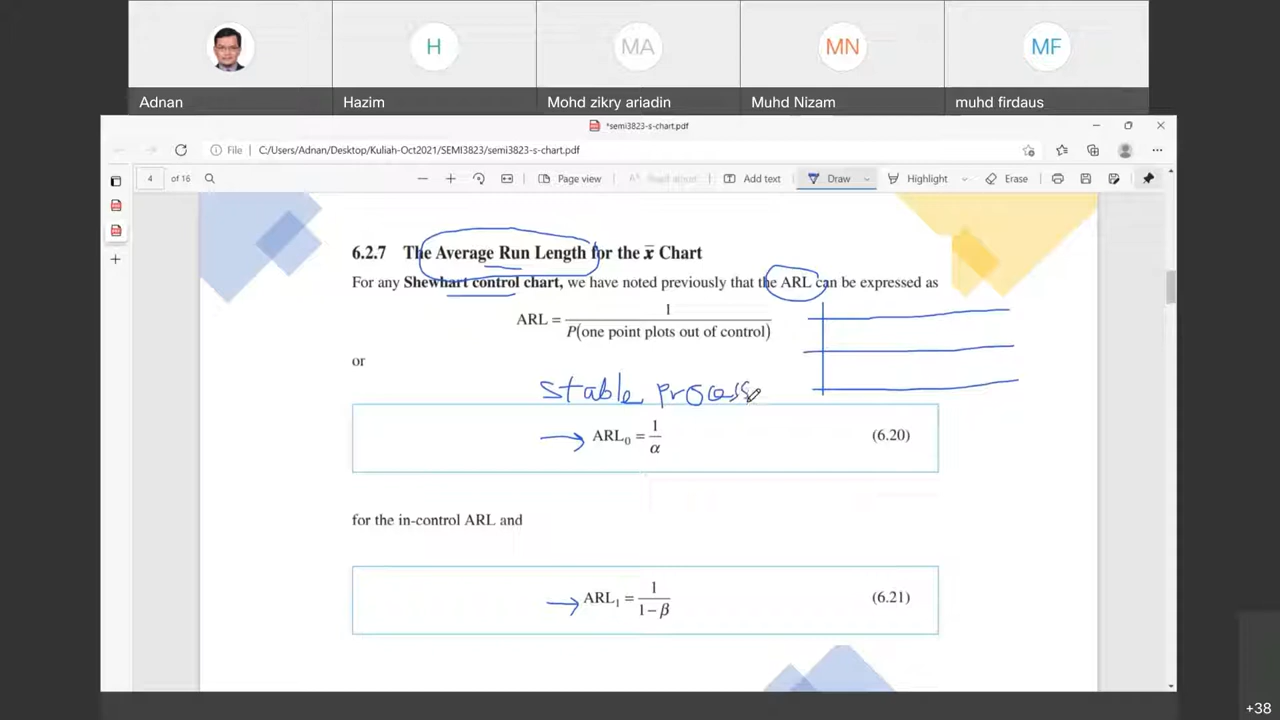 H
MA
MN
MF
Adnan
Hazim
Mohd zikry ariadin
Muhd Nizam
muhd firdaus
*semi3823-s-chart.pdf
File C:/Users/Adnan/Desktop/Kuliah-Oct2021/SEMI3823/semi3823-s-chart.pdf
4 of 16 Page view Read aloud Add text Draw Highlight Erase
6.2.7 The Average Run Length for the x̄ Chart
For any Shewhart control chart, we have noted previously that the ARL can be expressed as
ARL = 1 / P(one point plots out of control)
or
stable process
ARL₀ = 1 / α (6.20)
for the in-control ARL and
ARL₁ = 1 / 1 − β (6.21)
+38